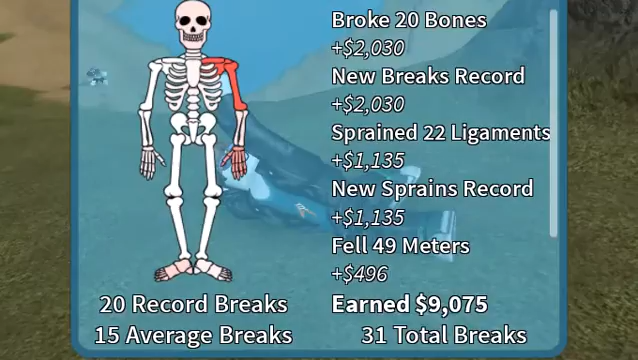 Broke 20 Bones
+$2,030
New Breaks Record
+$2,030
Sprained 22 Ligaments
+$1,135
New Sprains Record
+$1,135
Fell 49 Meters
+$496
20 Record Breaks
Earned $9,075
15 Average Breaks
31 Total Breaks